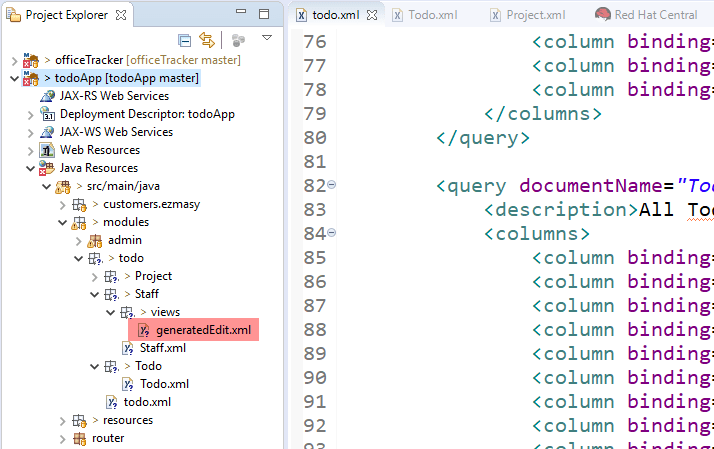 Project Explorer
> officeTracker [officeTracker master]
> todoApp [todoApp master]
JAX-RS Web Services
Deployment Descriptor: todoApp
JAX-WS Web Services
Web Resources
Java Resources
> src/main/java
> customers.ezmasy
> modules
admin
> todo
> Project
> Staff
> views
generatedEdit.xml
Staff.xml
> Todo
Todo.xml
todo.xml
> resources
router
todo.xml
Todo.xml
Project.xml
Red Hat Central
76 <column binding=
77 <column binding=
78 <column binding=
79 </columns>
80 </query>
81
82 <query documentName="Tod
83 <description>All Tod
84 <columns>
85 <column binding=
86 <column binding=
87 <column binding=
88 <column binding=
89 <column binding=
90 <column binding=
91 <column binding=
92 <column binding=
93 <column binding=